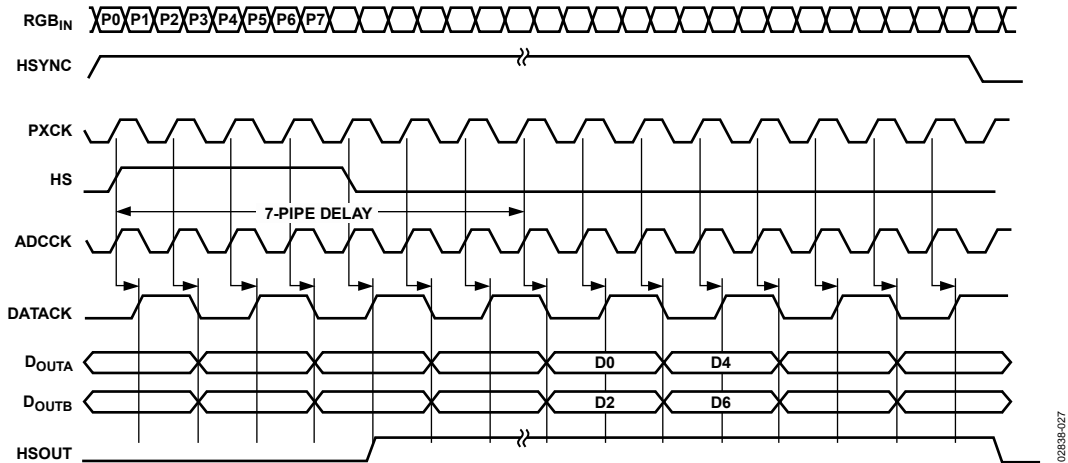 RGBIN P0 P1 P2 P3 P4 P5 P6 P7
HSYNC
PXCK
HS
7-PIPE DELAY
ADCCK
DATACK
DOUTA D0 D4
DOUTB D2 D6
HSOUT
02838-027